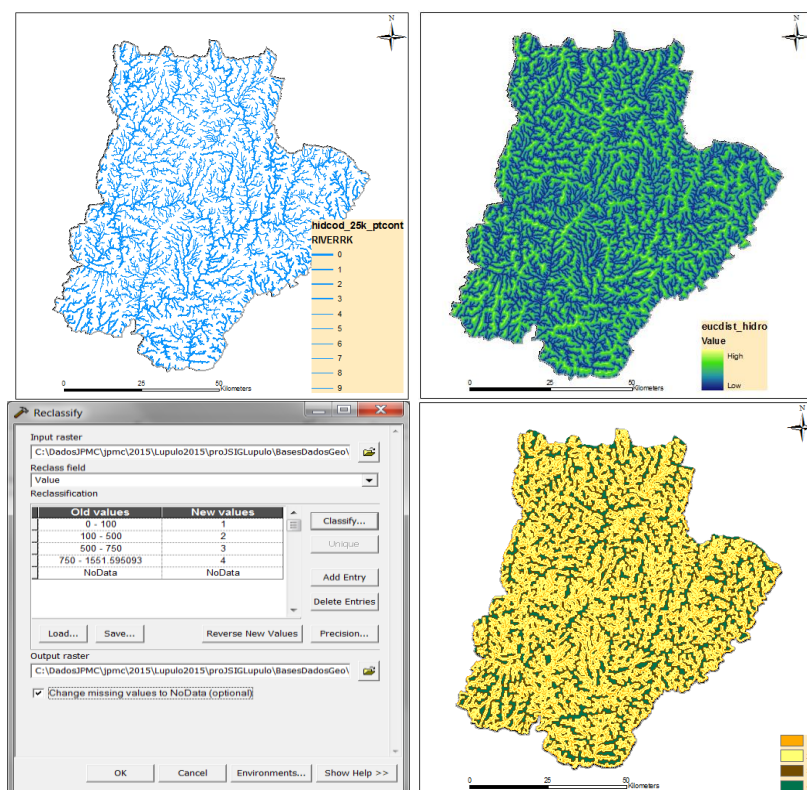 N
hidcod_25k_ptcont
RIVERRK
0
1
2
3
4
5
6
7
8
9
0 25 50
Kilometers
N
eucdist_hidro
Value
High
Low
0 25 50
Kilometers
Reclassify
Input raster
C:\DadosJPMC\jpmc\2015\Lupulo2015\proJSIGLupulo\BasesDadosGeo\
Reclass field
Value
Reclassification
Old values New values
0 - 100 1
100 - 500 2
500 - 750 3
750 - 1551.595093 4
NoData NoData
Classify...
Unique
Add Entry
Delete Entries
Load... Save... Reverse New Values Precision...
Output raster
C:\DadosJPMC\jpmc\2015\Lupulo2015\proJSIGLupulo\BasesDadosGeo\
Change missing values to NoData (optional)
OK Cancel Environments... Show Help >>
N
0 25 50
Kilometers